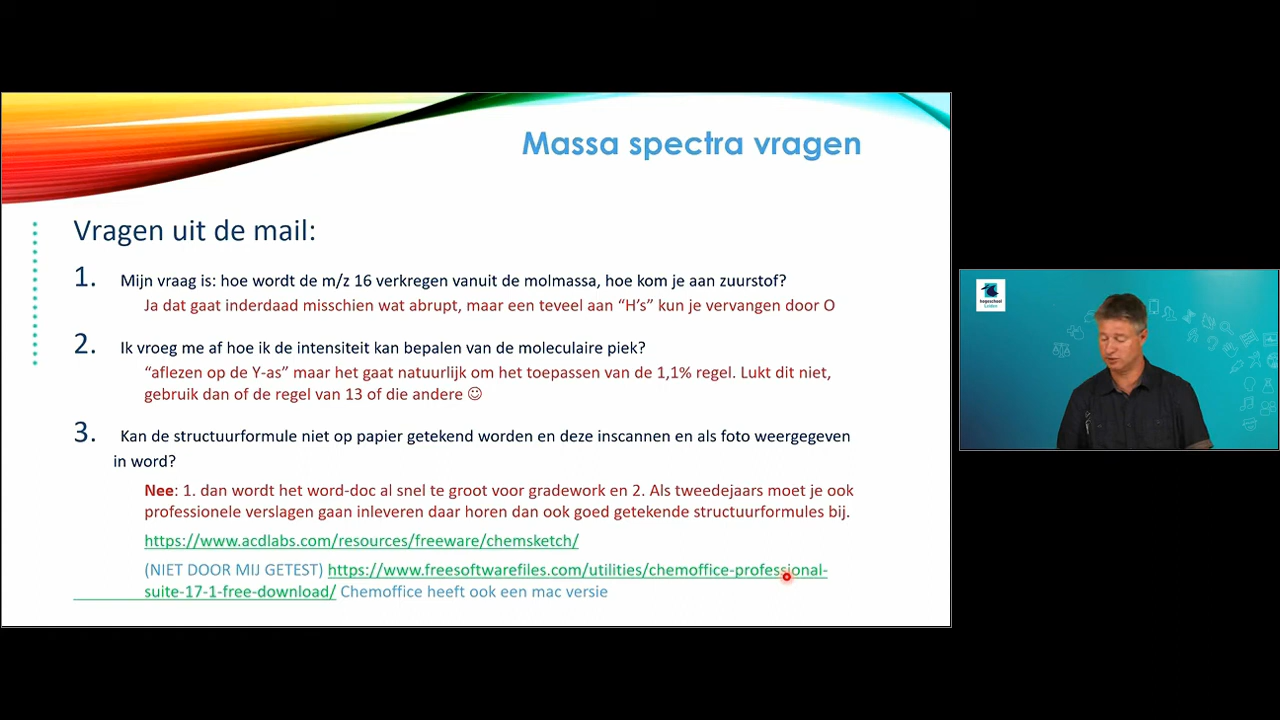 Massa spectra vragen
Vragen uit de mail:
1. Mijn vraag is: hoe wordt de m/z 16 verkregen vanuit de molmassa, hoe kom je aan zuurstof?
Ja dat gaat inderdaad misschien wat abrupt, maar een teveel aan “H’s” kun je vervangen door O
2. Ik vroeg me af hoe ik de intensiteit kan bepalen van de moleculaire piek?
“aflezen op de Y-as” maar het gaat natuurlijk om het toepassen van de 1,1% regel. Lukt dit niet,
gebruik dan of de regel van 13 of die andere ☺
3. Kan de structuurformule niet op papier getekend worden en deze inscannen en als foto weergegeven
in word?
Nee: 1. dan wordt het word-doc al snel te groot voor gradework en 2. Als tweedejaars moet je ook
professionele verslagen gaan inleveren daar horen dan ook goed getekende structuurformules bij.
https://www.acdlabs.com/resources/freeware/chemsketch/
(NIET DOOR MIJ GETEST) https://www.freesoftwarefiles.com/utilities/chemoffice-professional-
suite-17-1-free-download/ Chemoffice heeft ook een mac versie
hogeschool